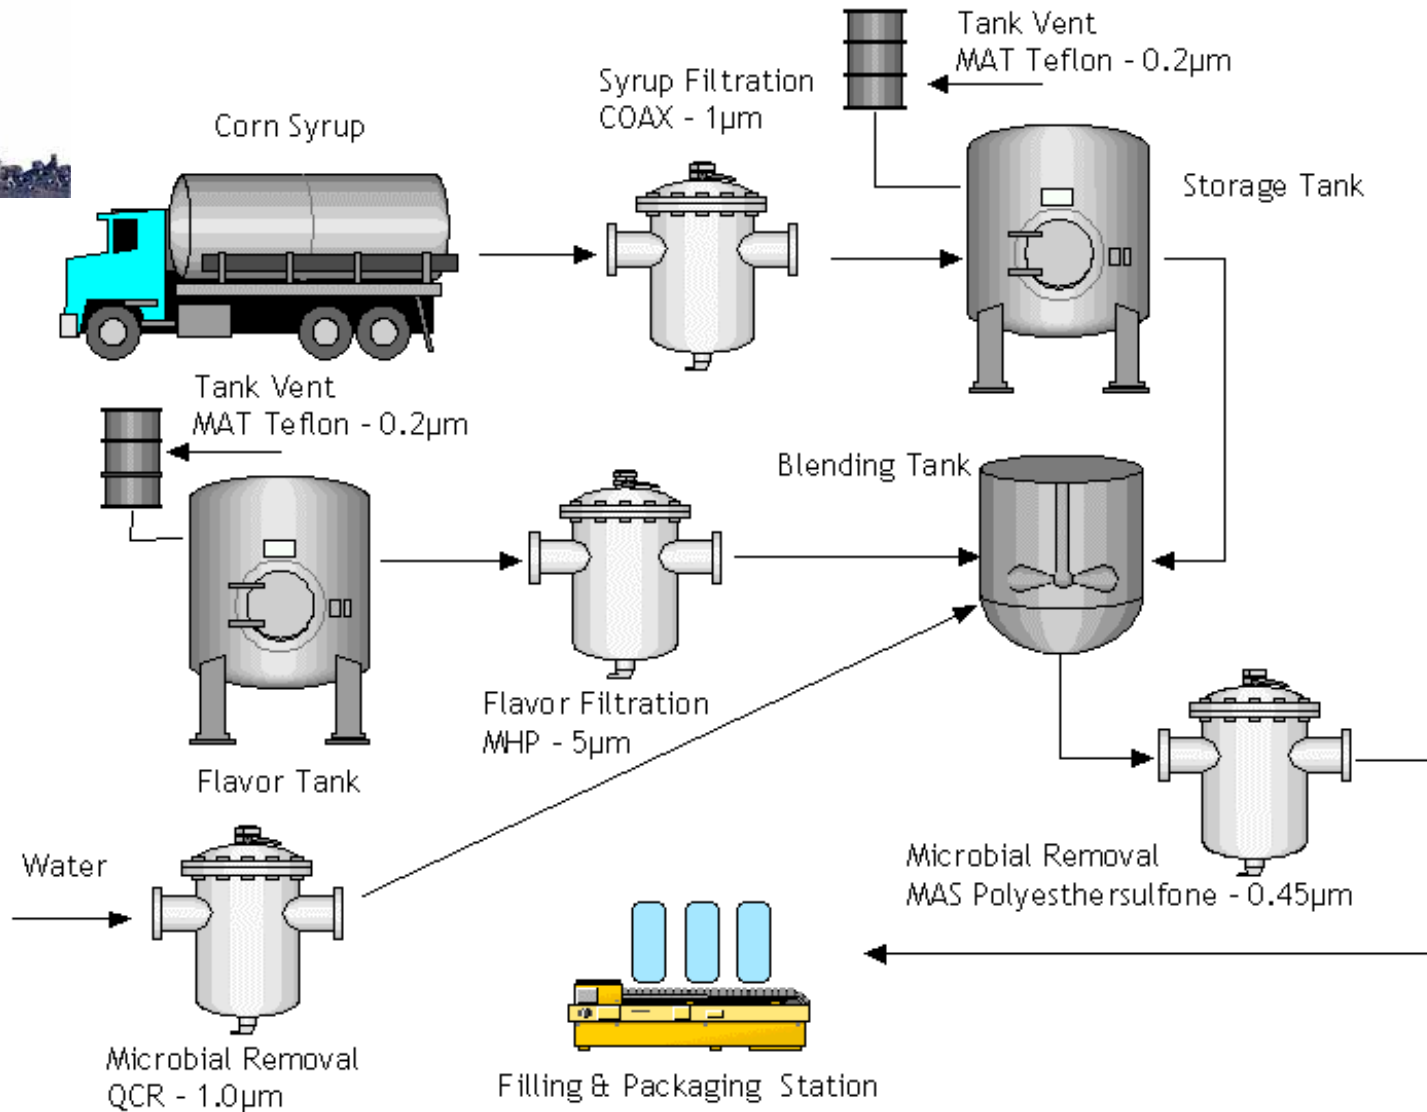 Tank Vent
MAT Teflon - 0.2µm
Syrup Filtration
COAX - 1µm
Corn Syrup
Storage Tank
Tank Vent
MAT Teflon - 0.2µm
Blending Tank
Flavor Filtration
MHP - 5µm
Flavor Tank
Water
Microbial Removal
MAS Polyesthersulfone - 0.45µm
Microbial Removal
QCR - 1.0µm
Filling & Packaging Station